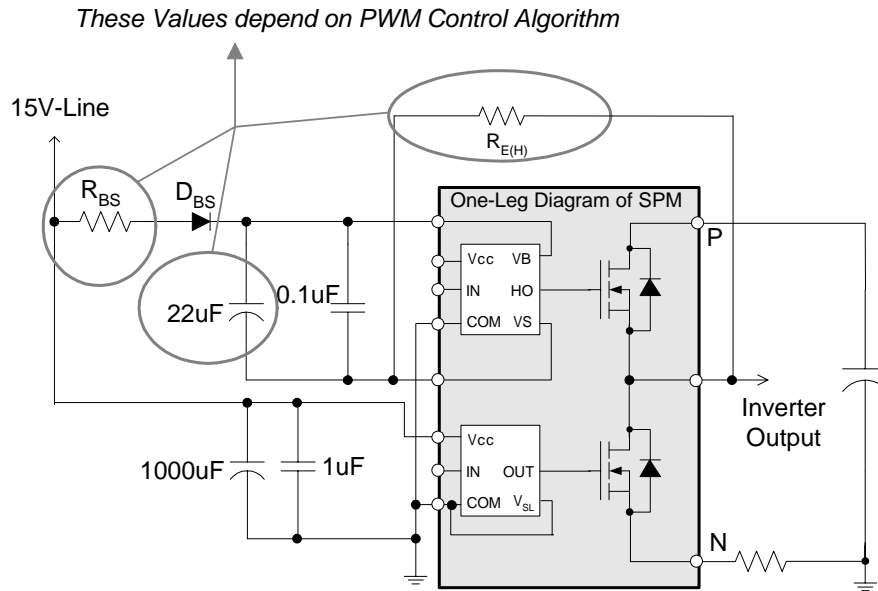 These Values depend on PWM Control Algorithm
15V-Line
R_BS
D_BS
R_E(H)
One-Leg Diagram of SPM
P
Vcc
VB
IN
HO
COM
VS
22uF
0.1uF
Inverter
Output
1000uF
1uF
Vcc
IN
OUT
COM
V_SL
N